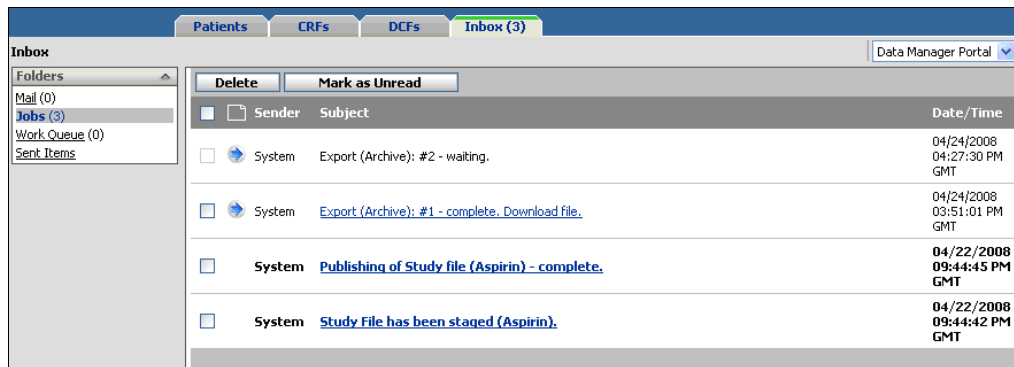 Patients CRFs DCFs Inbox (3)
Inbox Data Manager Portal
Folders
Mail (0)
Jobs (3)
Work Queue (0)
Sent Items
Delete Mark as Unread
Sender Subject Date/Time
System Export (Archive): #2 - waiting. 04/24/2008
04:27:30 PM
GMT
System Export (Archive): #1 - complete. Download file. 04/24/2008
03:51:01 PM
GMT
System Publishing of Study file (Aspirin) - complete. 04/22/2008
09:44:45 PM
GMT
System Study File has been staged (Aspirin). 04/22/2008
09:44:42 PM
GMT